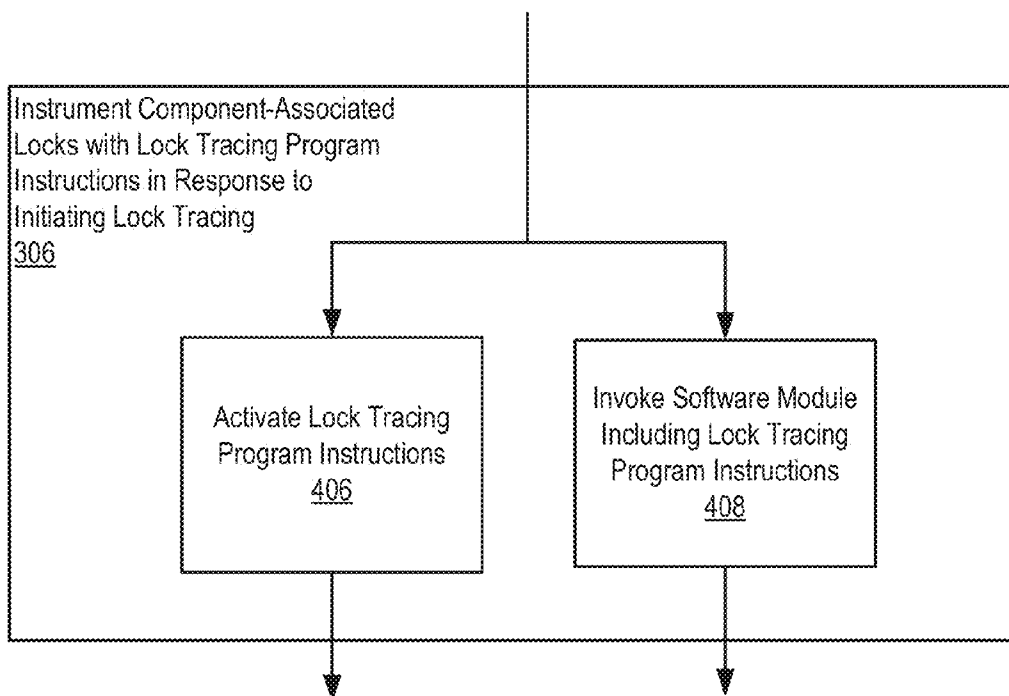 Instrument Component-Associated
Locks with Lock Tracing Program
Instructions in Response to
Initiating Lock Tracing
306
Activate Lock Tracing
Program Instructions
406
Invoke Software Module
Including Lock Tracing
Program Instructions
408